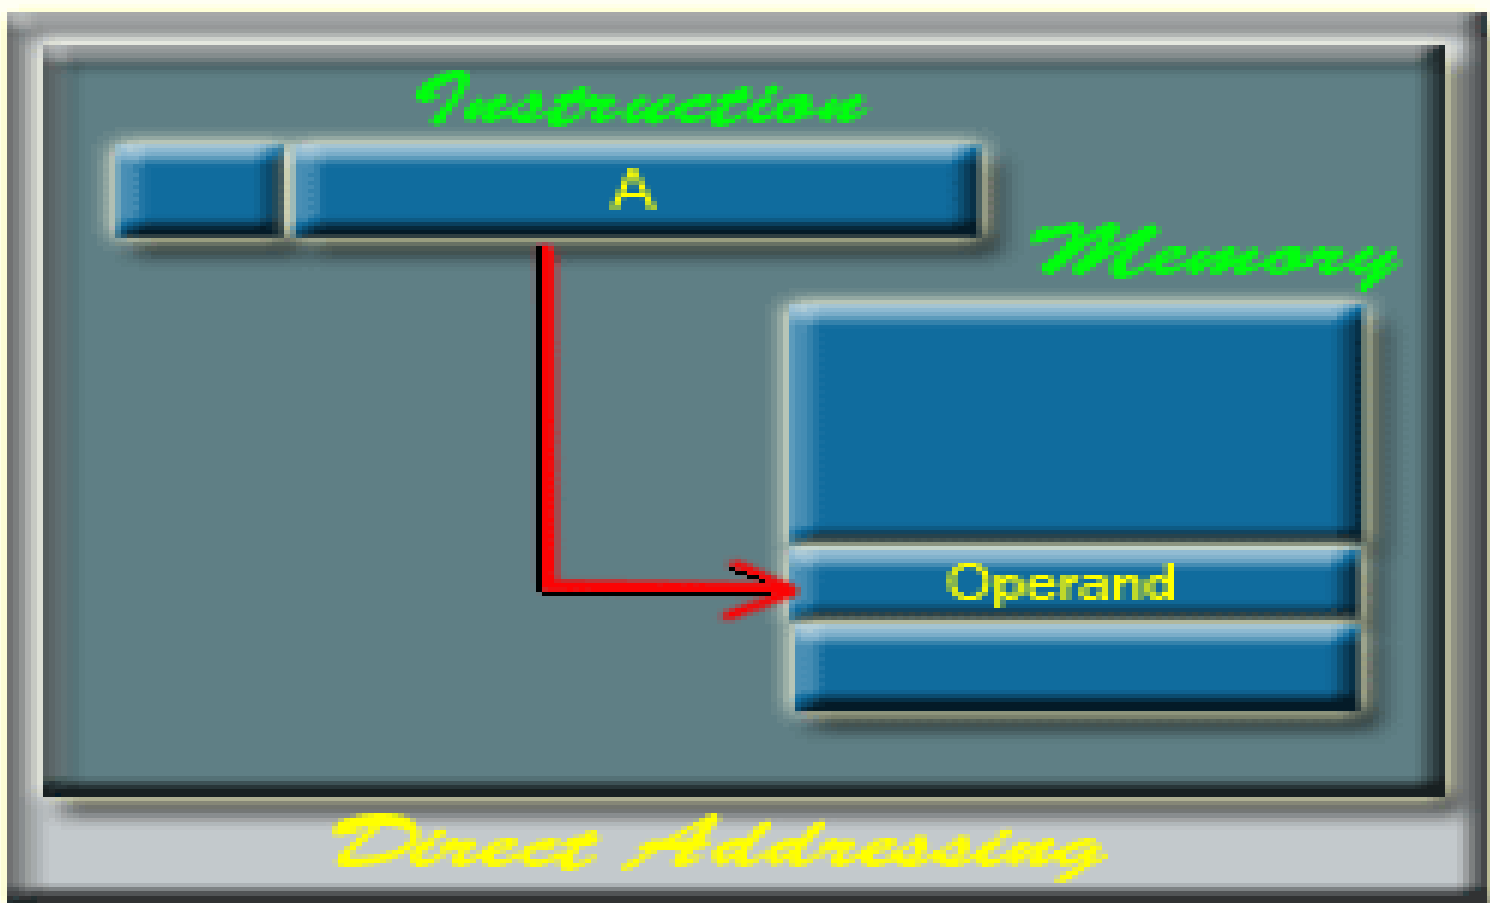 Instruction
A
Memory
Operand
Direct Addressing